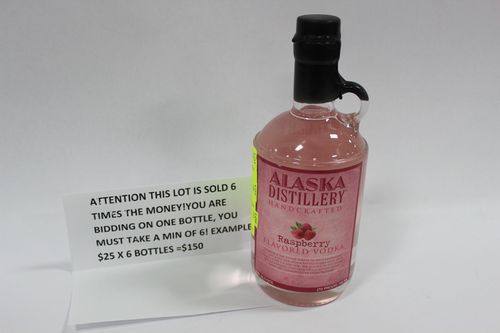 ATTENTION THIS LOT IS SOLD 6
TIMES THE MONEY!YOU ARE
BIDDING ON ONE BOTTLE, YOU
MUST TAKE A MIN OF 6! EXAMPLE
$25 X 6 BOTTLES =$150
ALASKA
DISTILLERY
HANDCRAFTED
Raspberry
FLAVORED VODKA